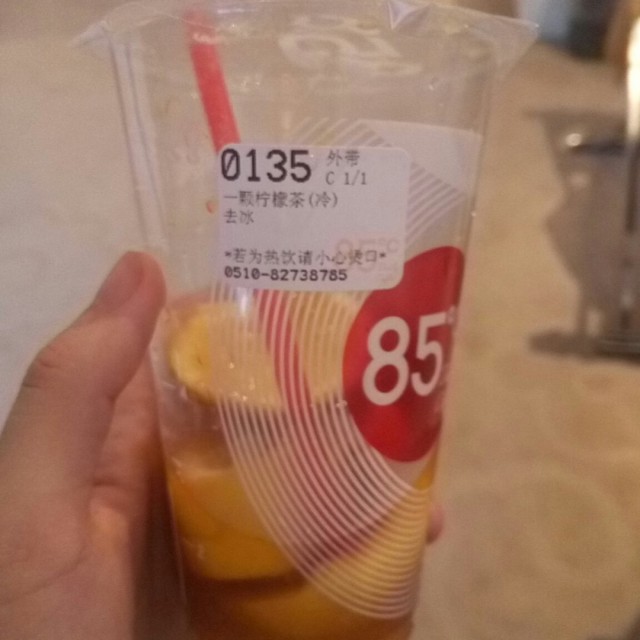 0135 外带
C 1/1
一颗柠檬茶(冷)
去冰
*若为热饮请小心烫口*
0510-82738785
85°